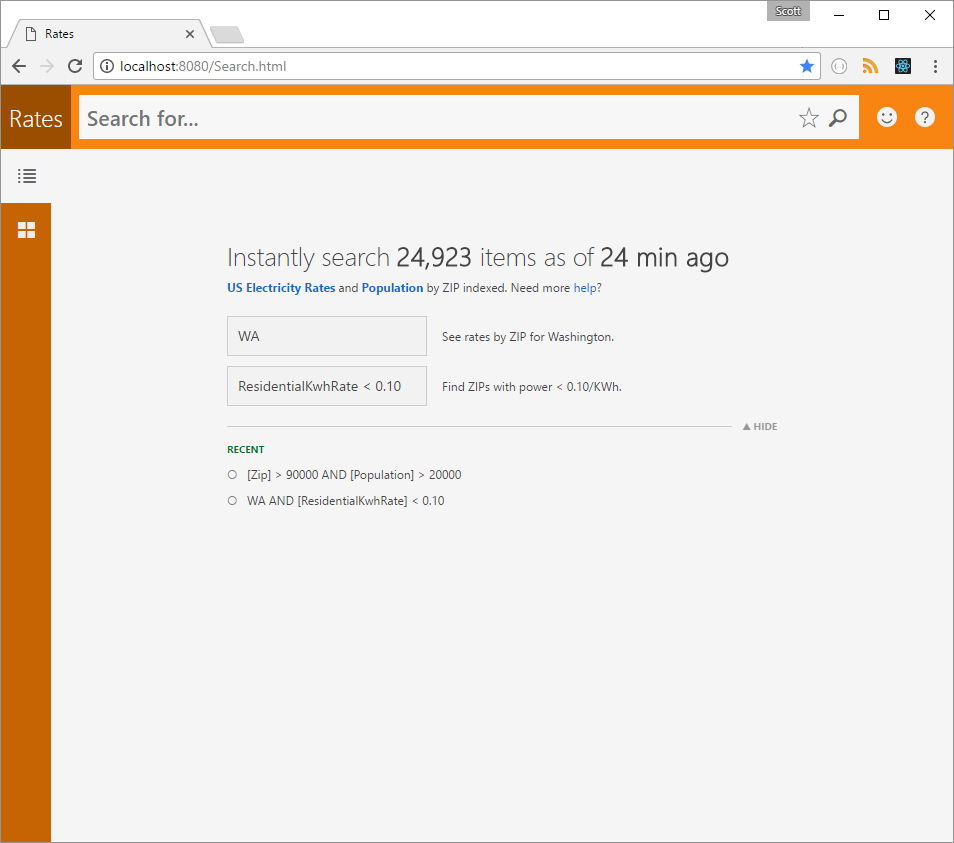 Scott
Rates
localhost:8080/Search.html
Rates
Search for...
?
Instantly search 24,923 items as of 24 min ago
US Electricity Rates and Population by ZIP indexed. Need more help?
WA
See rates by ZIP for Washington.
ResidentialKwhRate < 0.10
Find ZIPs with power < 0.10/KWh.
▲ HIDE
RECENT
[Zip] > 90000 AND [Population] > 20000
WA AND [ResidentialKwhRate] < 0.10